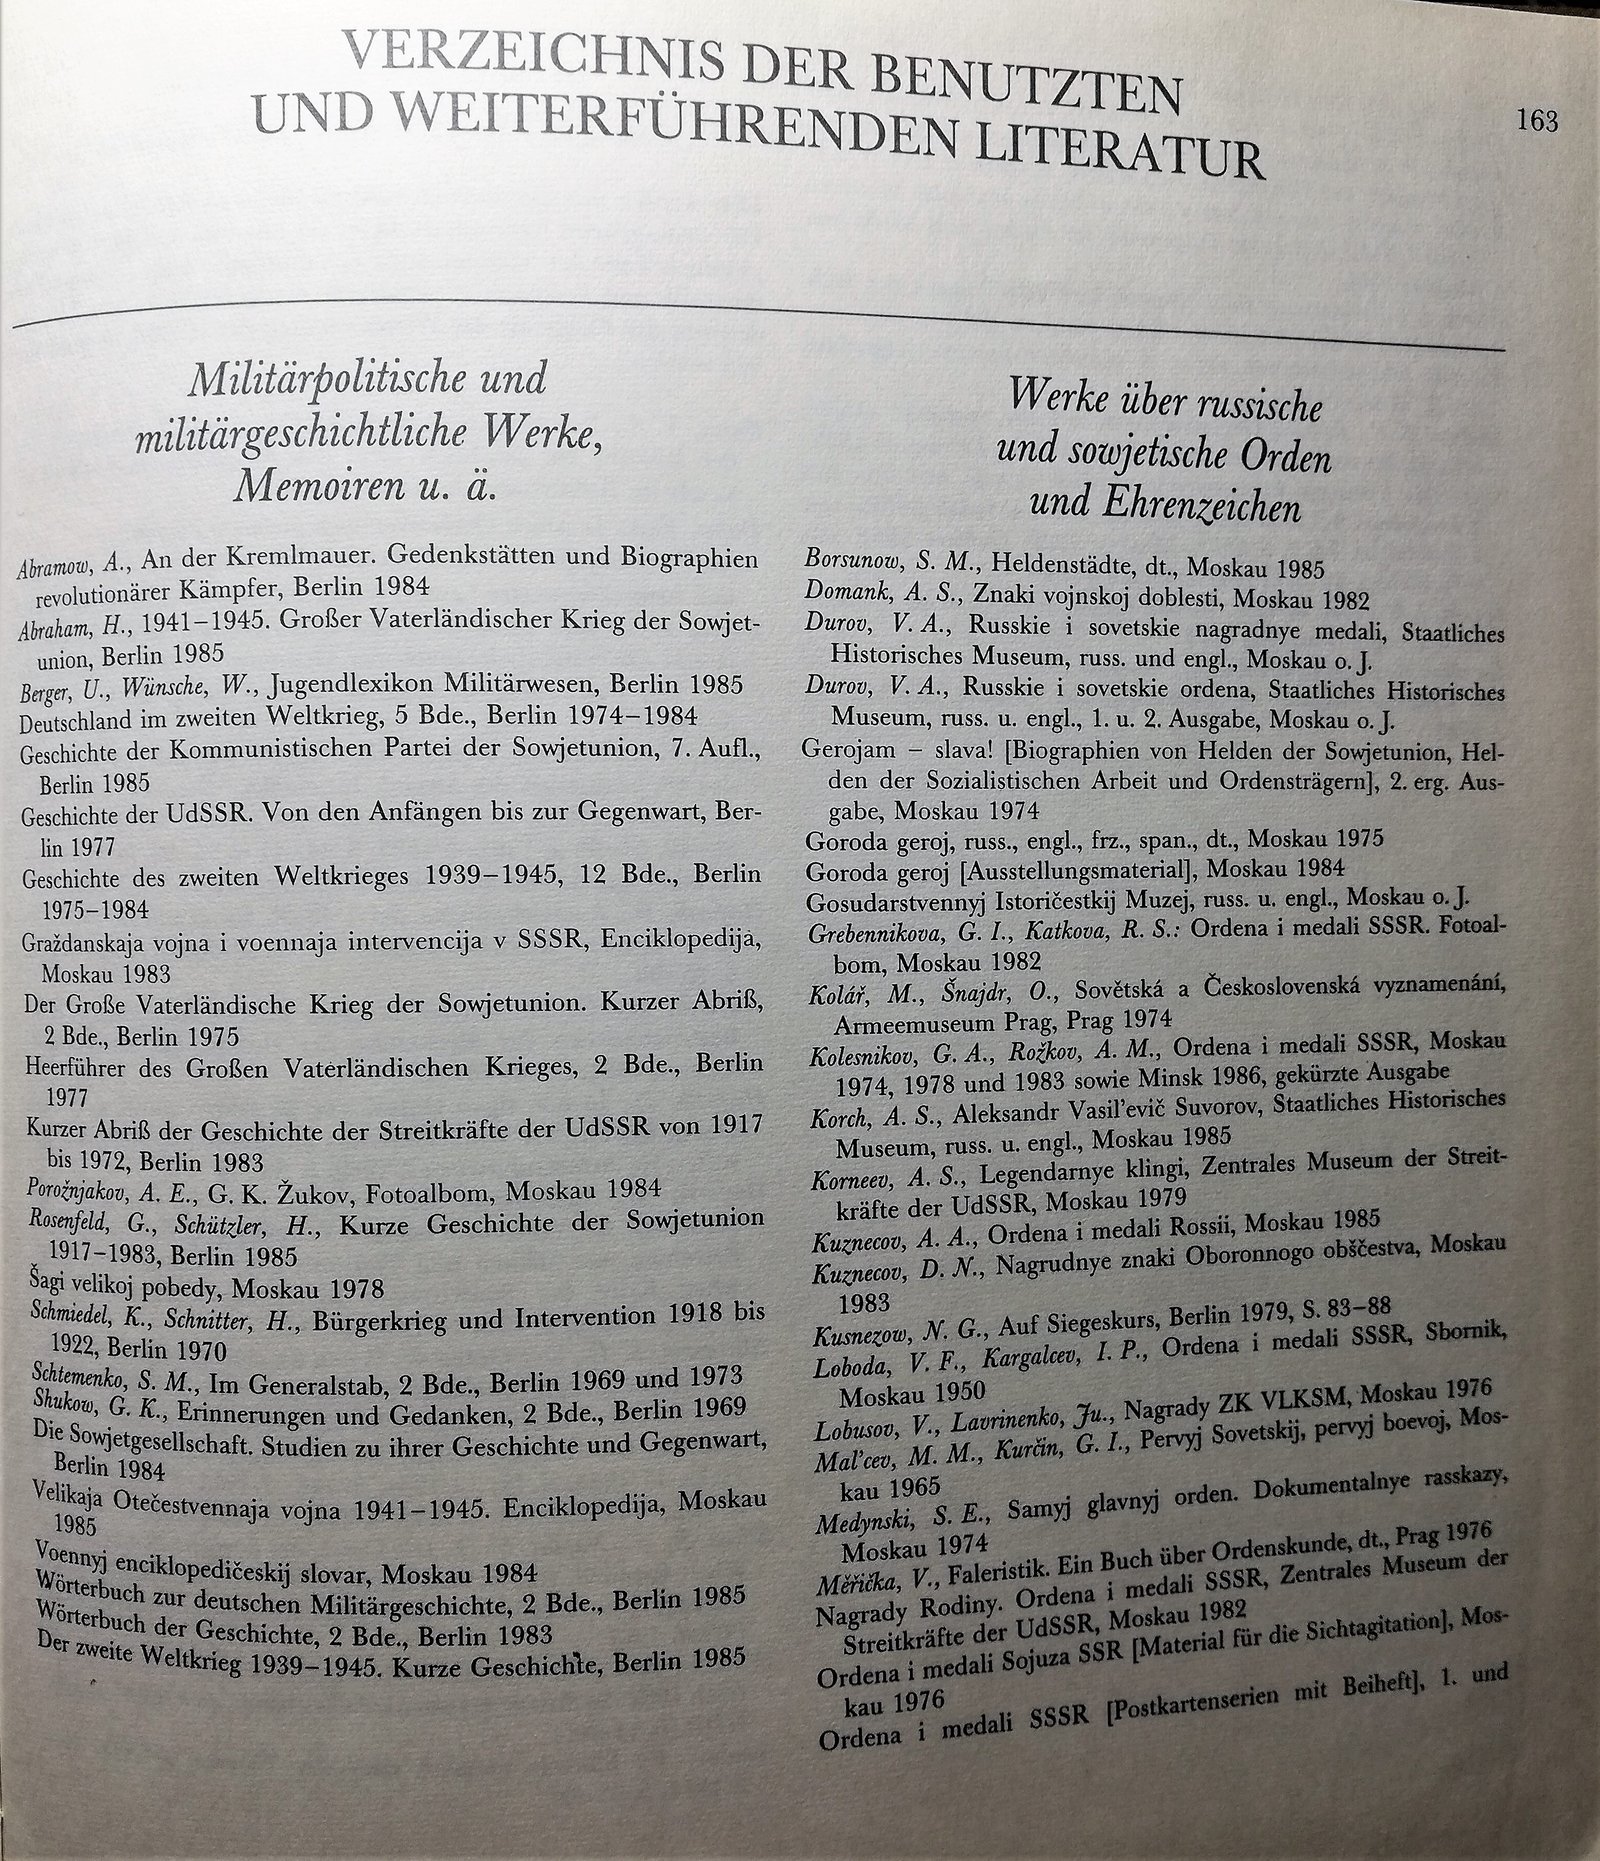 VERZEICHNIS DER BENUTZTEN
UND WEITERFÜHRENDEN LITERATUR
163
Militärpolitische und
militärgeschichtliche Werke,
Memoiren u. ä.
Abramow, A., An der Kremlmauer. Gedenkstätten und Biographien
revolutionärer Kämpfer, Berlin 1984
Abraham, H., 1941–1945. Großer Vaterländischer Krieg der Sowjet-
union, Berlin 1985
Berger, U., Wünsche, W., Jugendlexikon Militärwesen, Berlin 1985
Deutschland im zweiten Weltkrieg, 5 Bde., Berlin 1974–1984
Geschichte der Kommunistischen Partei der Sowjetunion, 7. Aufl.,
Berlin 1985
Geschichte der UdSSR. Von den Anfängen bis zur Gegenwart, Ber-
lin 1977
Geschichte des zweiten Weltkrieges 1939–1945, 12 Bde., Berlin
1975–1984
Graždanskaja vojna i voennaja intervencija v SSSR, Enciklopedija,
Moskau 1983
Der Große Vaterländische Krieg der Sowjetunion. Kurzer Abriß,
2 Bde., Berlin 1975
Heerführer des Großen Vaterländischen Krieges, 2 Bde., Berlin
1977
Kurzer Abriß der Geschichte der Streitkräfte der UdSSR von 1917
bis 1972, Berlin 1983
Porožnjakov, A. E., G. K. Žukov, Fotoalbom, Moskau 1984
Rosenfeld, G., Schützler, H., Kurze Geschichte der Sowjetunion
1917–1983, Berlin 1985
Šagi velikoj pobedy, Moskau 1978
Schmiedel, K., Schnitter, H., Bürgerkrieg und Intervention 1918 bis
1922, Berlin 1970
Schtemenko, S. M., Im Generalstab, 2 Bde., Berlin 1969 und 1973
Shukow, G. K., Erinnerungen und Gedanken, 2 Bde., Berlin 1969
Die Sowjetgesellschaft. Studien zu ihrer Geschichte und Gegenwart,
Berlin 1984
Velikaja Otečestvennaja vojna 1941–1945. Enciklopedija, Moskau
1985
Voennyj enciklopedičeskij slovar, Moskau 1984
Wörterbuch zur deutschen Militärgeschichte, 2 Bde., Berlin 1985
Wörterbuch der Geschichte, 2 Bde., Berlin 1983
Der zweite Weltkrieg 1939–1945. Kurze Geschichte, Berlin 1985
Werke über russische
und sowjetische Orden
und Ehrenzeichen
Borsunow, S. M., Heldenstädte, dt., Moskau 1985
Domank, A. S., Znaki vojnskoj doblesti, Moskau 1982
Durov, V. A., Russkie i sovetskie nagradnye medali, Staatliches
Historisches Museum, russ. und engl., Moskau o. J.
Durov, V. A., Russkie i sovetskie ordena, Staatliches Historisches
Museum, russ. u. engl., 1. u. 2. Ausgabe, Moskau o. J.
Gerojam – slava! [Biographien von Helden der Sowjetunion, Hel-
den der Sozialistischen Arbeit und Ordensträgern], 2. erg. Aus-
gabe, Moskau 1974
Goroda geroj, russ., engl., frz., span., dt., Moskau 1975
Goroda geroj [Ausstellungsmaterial], Moskau 1984
Gosudarstvennyj Istoričestkij Muzej, russ. u. engl., Moskau o. J.
Grebennikova, G. I., Katkova, R. S.: Ordena i medali SSSR. Fotoal-
bom, Moskau 1982
Kolář, M., Šnajdr, O., Sovětská a Československá vyznamenání,
Armeemuseum Prag, Prag 1974
Kolesnikov, G. A., Rožkov, A. M., Ordena i medali SSSR, Moskau
1974, 1978 und 1983 sowie Minsk 1986, gekürzte Ausgabe
Korch, A. S., Aleksandr Vasil'evič Suvorov, Staatliches Historisches
Museum, russ. u. engl., Moskau 1985
Korneev, A. S., Legendarnye klingi, Zentrales Museum der Streit-
kräfte der UdSSR, Moskau 1979
Kuznecov, A. A., Ordena i medali Rossii, Moskau 1985
Kuznecov, D. N., Nagrudnye znaki Oboronnogo obščestva, Moskau
1983
Kusnezow, N. G., Auf Siegeskurs, Berlin 1979, S. 83–88
Loboda, V. F., Kargalcev, I. P., Ordena i medali SSSR, Sbornik,
Moskau 1950
Lobusov, V., Lavrinenko, Ju., Nagrady ZK VLKSM, Moskau 1976
Mal'cev, M. M., Kurčin, G. I., Pervyj Sovetskij, pervyj boevoj, Mos-
kau 1965
Medynski, S. E., Samyj glavnyj orden. Dokumentalnye rasskazy,
Moskau 1974
Měřička, V., Faleristik. Ein Buch über Ordenskunde, dt., Prag 1976
Nagrady Rodiny. Ordena i medali SSSR, Zentrales Museum der
Streitkräfte der UdSSR, Moskau 1982
Ordena i medali Sojuza SSR [Material für die Sichtagitation], Mos-
kau 1976
Ordena i medali SSSR [Postkartenserien mit Beiheft], 1. und